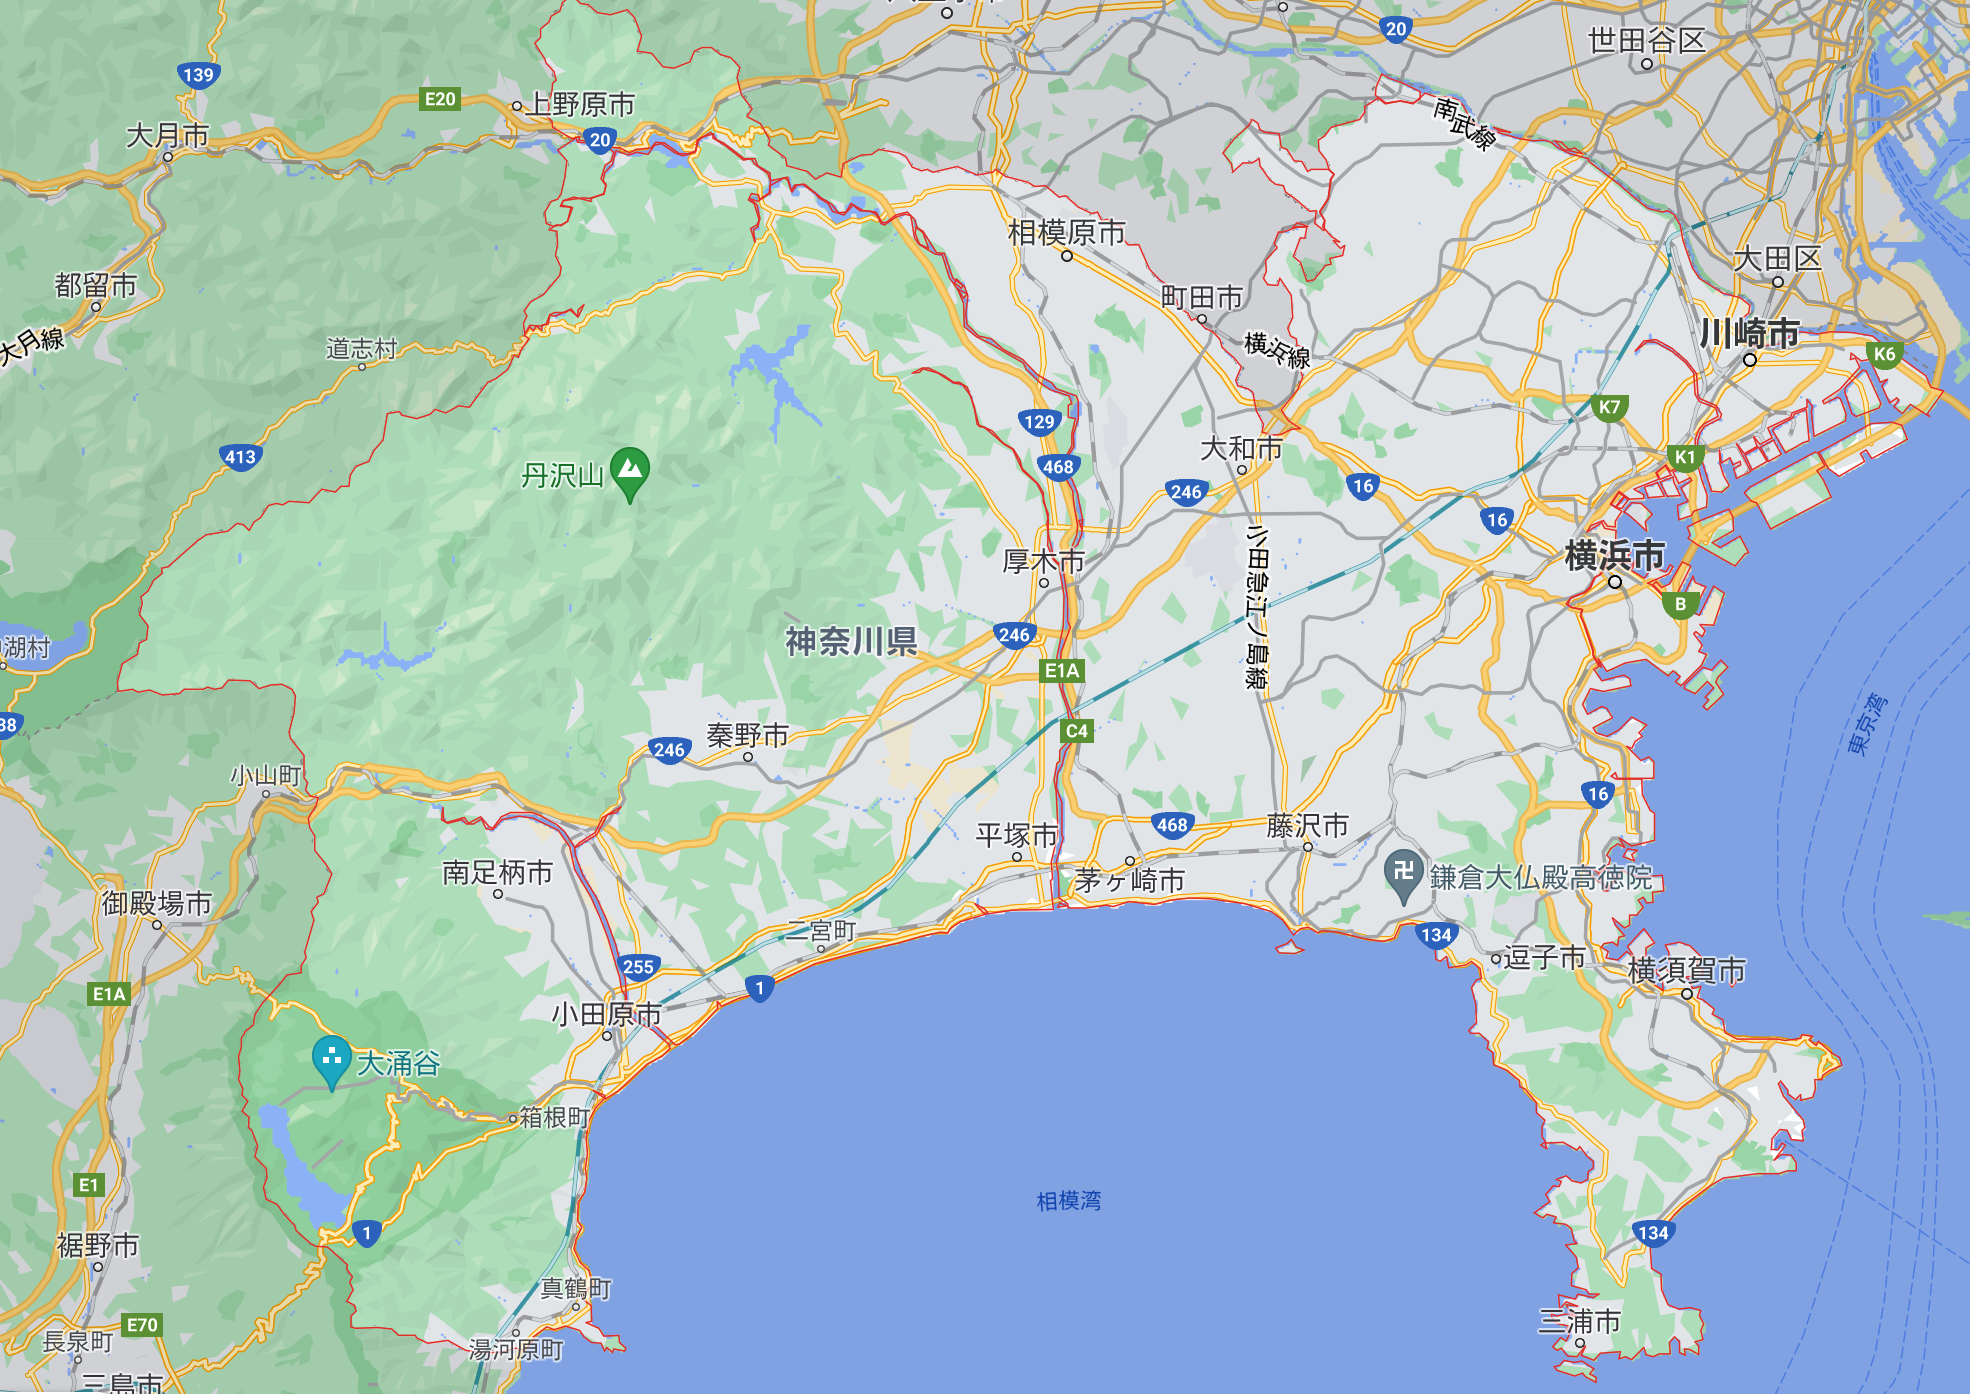 20
世田谷区
139
E20
上野原市
南武線
大月市
20
相模原市
大田区
都留市
町田市
川崎市
大月線
道志村
横浜線
K6
K7
129
大和市
413
丹沢山
468
K1
246
16
16
小田急江ノ島線
横浜市
厚木市
B
246
神奈川県
湖村
E1A
東京湾
C4
秦野市
246
小山町
16
平塚市
468
藤沢市
南足柄市
茅ヶ崎市
鎌倉大仏殿高徳院
御殿場市
二宮町
134
逗子市
横須賀市
255
E1A
1
小田原市
大涌谷
箱根町
E1
相模湾
1
134
裾野市
真鶴町
E70
三浦市
長泉町
湯河原町
三島市